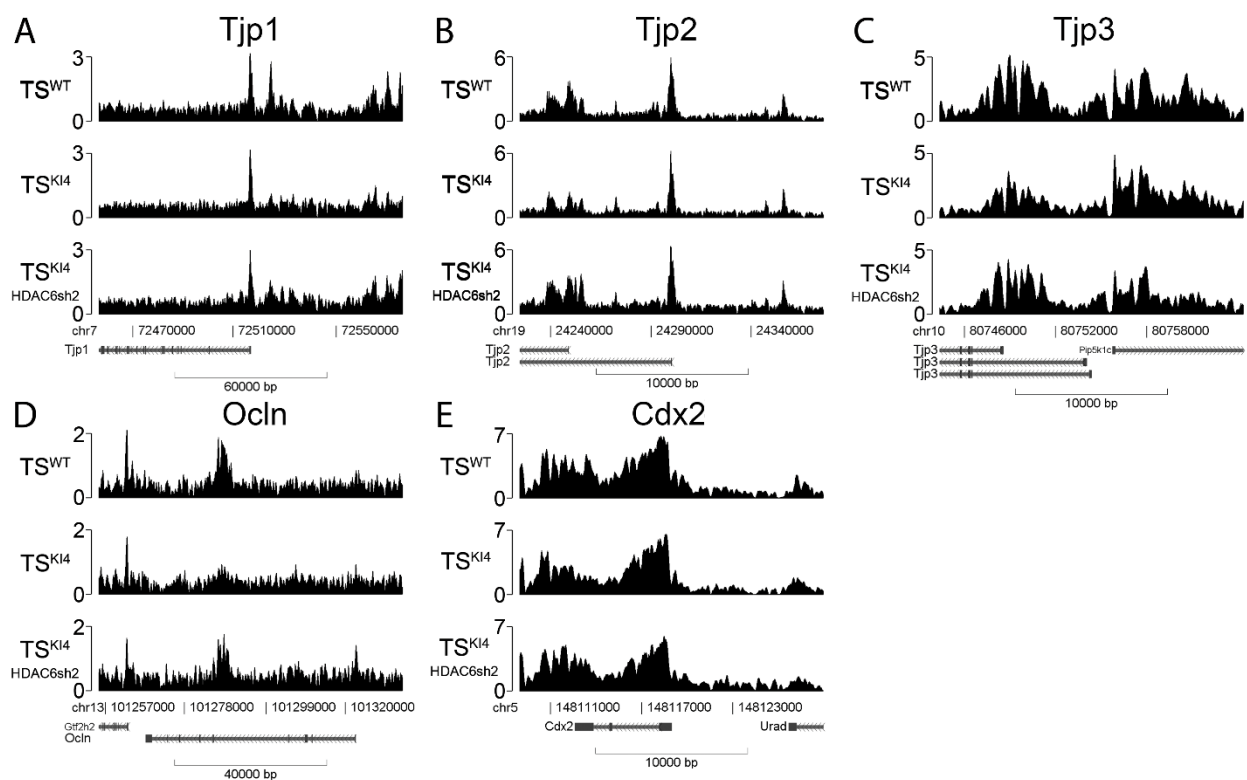 A Tjp1
3
TS^WT
0
3
TS^KI4
0
3
TS^KI4
HDAC6sh2
0
chr7 | 72470000 | 72510000 | 72550000
Tjp1
60000 bp
B Tjp2
6
TS^WT
0
6
TS^KI4
0
6
TS^KI4
HDAC6sh2
0
chr19 | 24240000 | 24290000 | 24340000
Tjp2
Tjp2
10000 bp
C Tjp3
5
TS^WT
0
5
TS^KI4
0
5
TS^KI4
HDAC6sh2
0
chr10 | 80746000 | 80752000 | 80758000
Tjp3 Pip5k1c
Tjp3
Tjp3
10000 bp
D Ocln
2
TS^WT
0
2
TS^KI4
0
2
TS^KI4
HDAC6sh2
0
chr13 | 101257000 | 101278000 | 101299000 | 101320000
Gtf2h2
Ocln
40000 bp
E Cdx2
7
TS^WT
0
7
TS^KI4
0
7
TS^KI4
HDAC6sh2
0
chr5 | 148111000 | 148117000 | 148123000
Cdx2 Urad
10000 bp